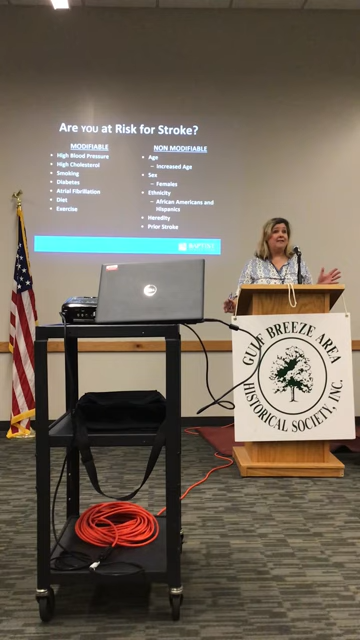 Are YOU at Risk for Stroke?
MODIFIABLE
• High Blood Pressure
• High Cholesterol
• Smoking
• Diabetes
• Atrial Fibrillation
• Diet
• Exercise
NON MODIFIABLE
• Age
– Increased Age
• Sex
– Females
• Ethnicity
– African Americans and
Hispanics
• Heredity
• Prior Stroke
BAPTIST
DELL
GULF BREEZE AREA
HISTORICAL SOCIETY, INC.